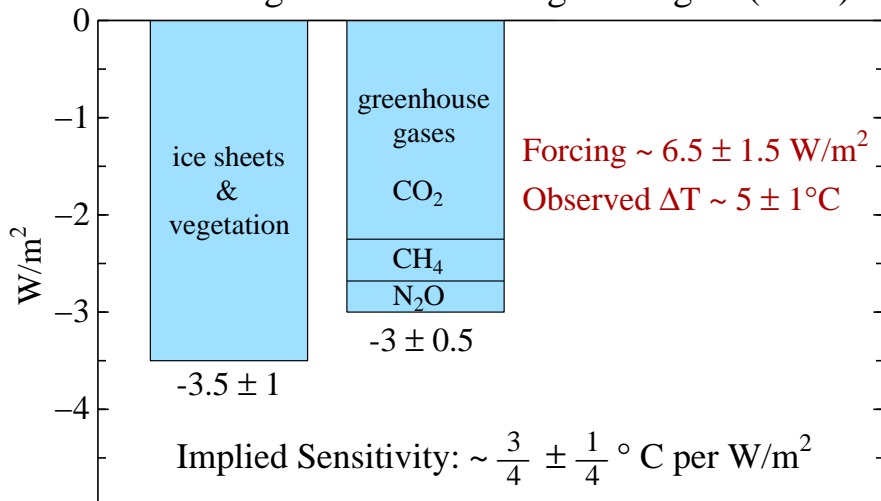 0
−1
−2
−3
−4
W/m²
ice sheets
&
vegetation
-3.5 ± 1
greenhouse
gases
CO₂
CH₄
N₂O
-3 ± 0.5
Forcing ~ 6.5 ± 1.5 W/m²
Observed ΔT ~ 5 ± 1°C
Implied Sensitivity: ~ 3/4 ± 1/4 ° C per W/m²